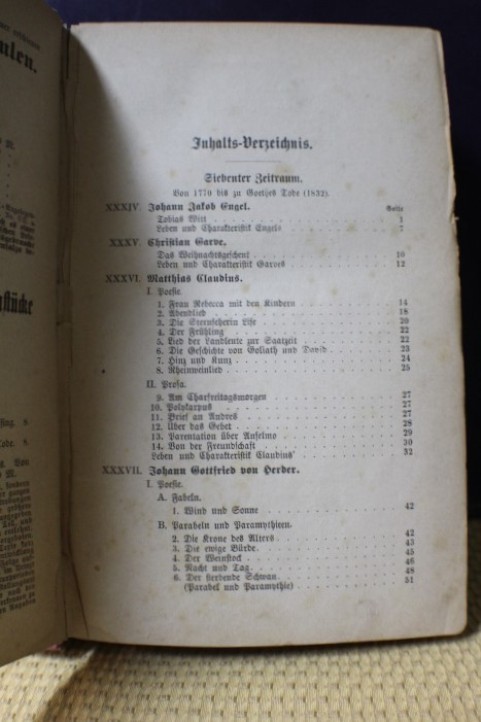 ulen.
stücke
Inhalts-Verzeichnis.
Siebenter Zeitraum.
Von 1770 bis zu Goethes Tode (1832).
Seite
XXXIV. Johann Jakob Engel.
Tobias Witt 1
Leben und Charakteristik Engels 7
XXXV. Christian Garve.
Das Weihnachtsgeschenk 10
Leben und Charakteristik Garves 12
XXXVI. Matthias Claudius.
I. Poesie.
1. Frau Rebecca mit den Kindern 14
2. Abendlied 18
3. Die Sternseherin Lise 20
4. Der Frühling 22
5. Lied der Landleute zur Saatzeit 22
6. Die Geschichte von Goliath und David 23
7. Hinz und Kunz 24
8. Rheinweinlied 25
II. Prosa.
9. Am Charfreitagsmorgen 27
10. Polykarpus 27
11. Brief an Andres 27
12. Über das Gebet 28
13. Parentation über Anselmo 29
14. Von der Freundschaft 30
Leben und Charakteristik Claudius' 32
XXXVII. Johann Gottfried von Herder.
I. Poesie.
A. Fabeln.
1. Wind und Sonne 42
B. Parabeln und Paramythieen.
2. Die Krone des Alters 42
3. Die ewige Bürde 43
4. Der Weinstock 45
5. Nacht und Tag 46
6. Der sterbende Schwan 48
(Parabel und Paramythie) 51